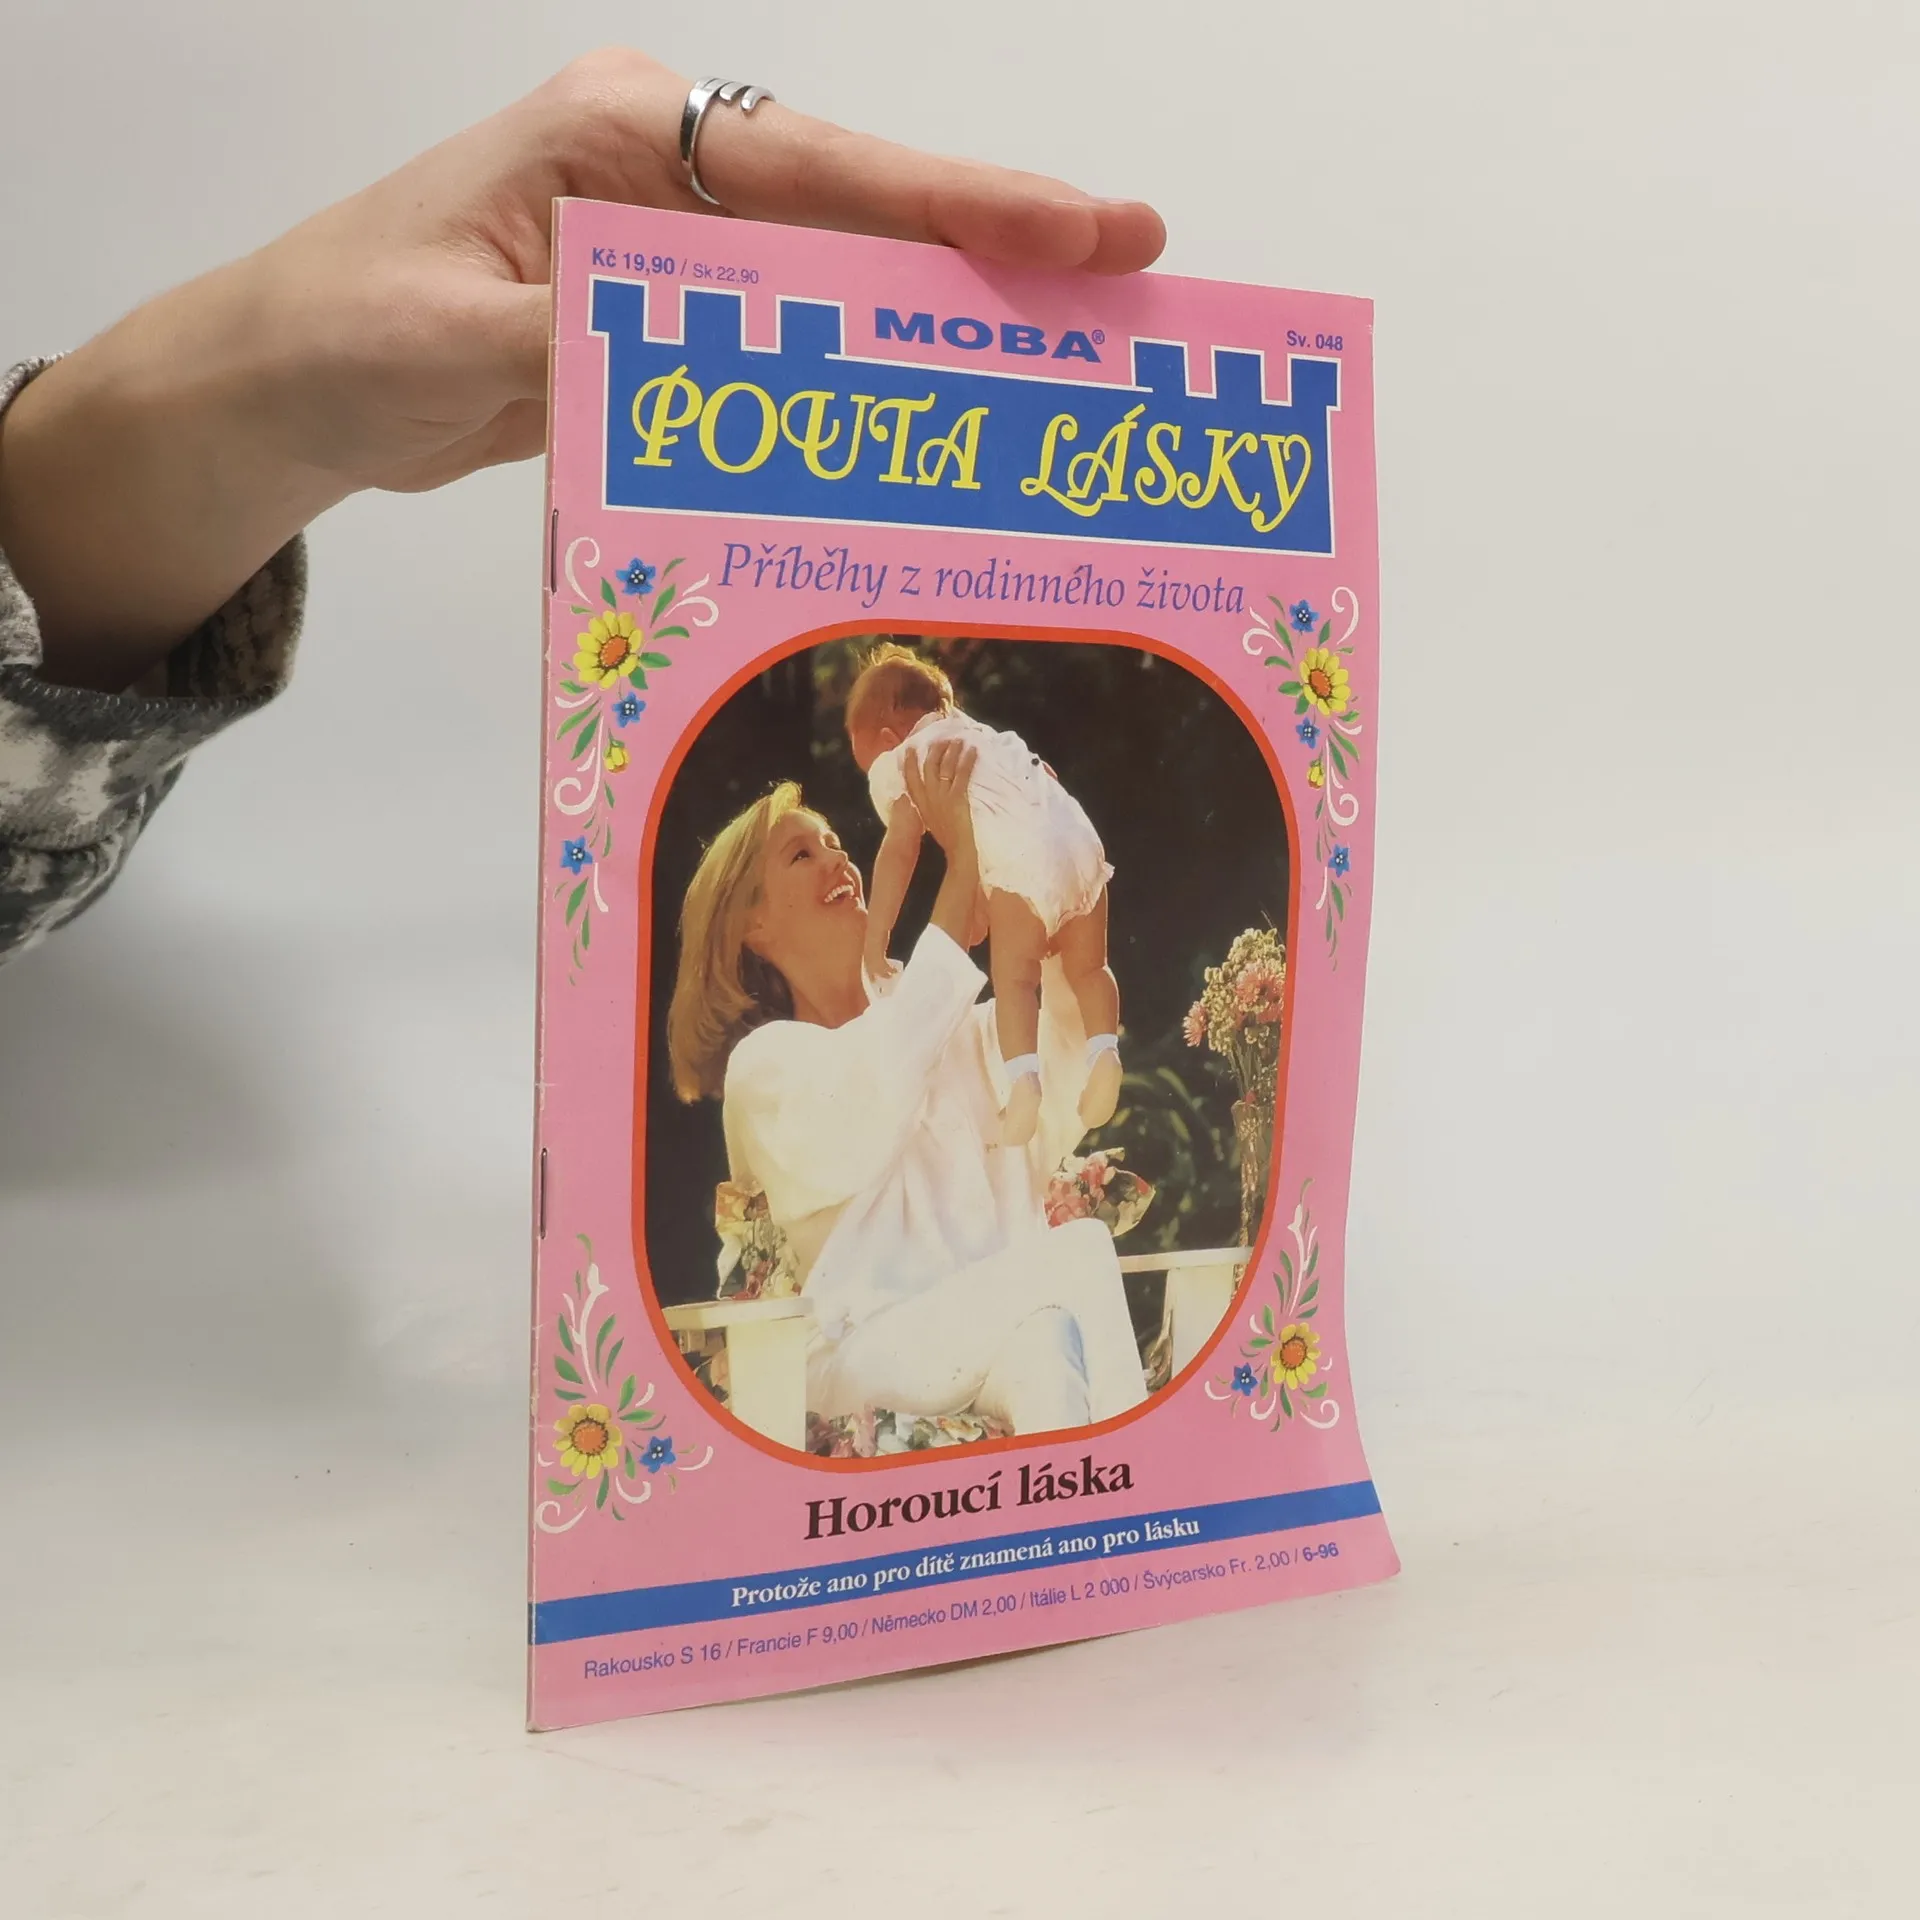 Kč 19,90 / Sk 22,90
MOBA®
Sv. 048
POUTA LÁSKY
Příběhy z rodinného života
Horoucí láska
Protože ano pro dítě znamená ano pro lásku
Rakousko S 16 / Francie F 9,00 / Německo DM 2,00 / Itálie L 2 000 / Švýcarsko Fr. 2,00 / 6-96